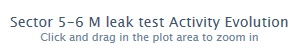 Sector 5-6 M leak test Activity Evolution
Click and drag in the plot area to zoom in